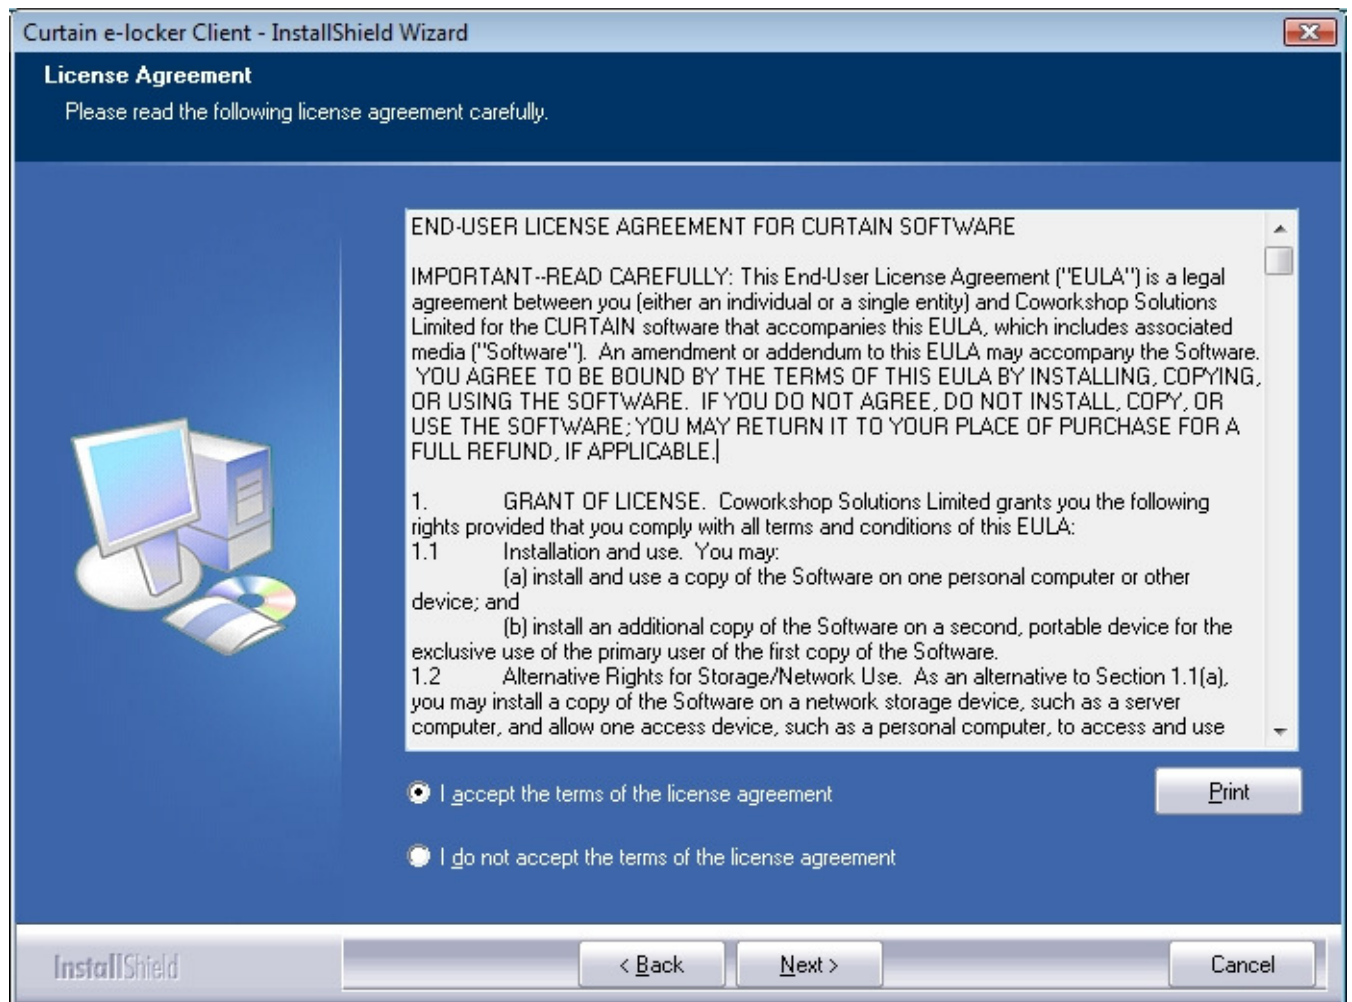 Curtain e-locker Client - InstallShield Wizard
License Agreement
Please read the following license agreement carefully.
END-USER LICENSE AGREEMENT FOR CURTAIN SOFTWARE
IMPORTANT--READ CAREFULLY: This End-User License Agreement ("EULA") is a legal
agreement between you (either an individual or a single entity) and Coworkshop Solutions
Limited for the CURTAIN software that accompanies this EULA, which includes associated
media ("Software").  An amendment or addendum to this EULA may accompany the Software.
YOU AGREE TO BE BOUND BY THE TERMS OF THIS EULA BY INSTALLING, COPYING,
OR USING THE SOFTWARE.  IF YOU DO NOT AGREE, DO NOT INSTALL, COPY, OR
USE THE SOFTWARE; YOU MAY RETURN IT TO YOUR PLACE OF PURCHASE FOR A
FULL REFUND, IF APPLICABLE.
1. GRANT OF LICENSE.  Coworkshop Solutions Limited grants you the following
rights provided that you comply with all terms and conditions of this EULA:
1.1 Installation and use.  You may:
(a) install and use a copy of the Software on one personal computer or other
device; and
(b) install an additional copy of the Software on a second, portable device for the
exclusive use of the primary user of the first copy of the Software.
1.2 Alternative Rights for Storage/Network Use.  As an alternative to Section 1.1(a),
you may install a copy of the Software on a network storage device, such as a server
computer, and allow one access device, such as a personal computer, to access and use
I accept the terms of the license agreement
Print
I do not accept the terms of the license agreement
InstallShield
< Back
Next >
Cancel